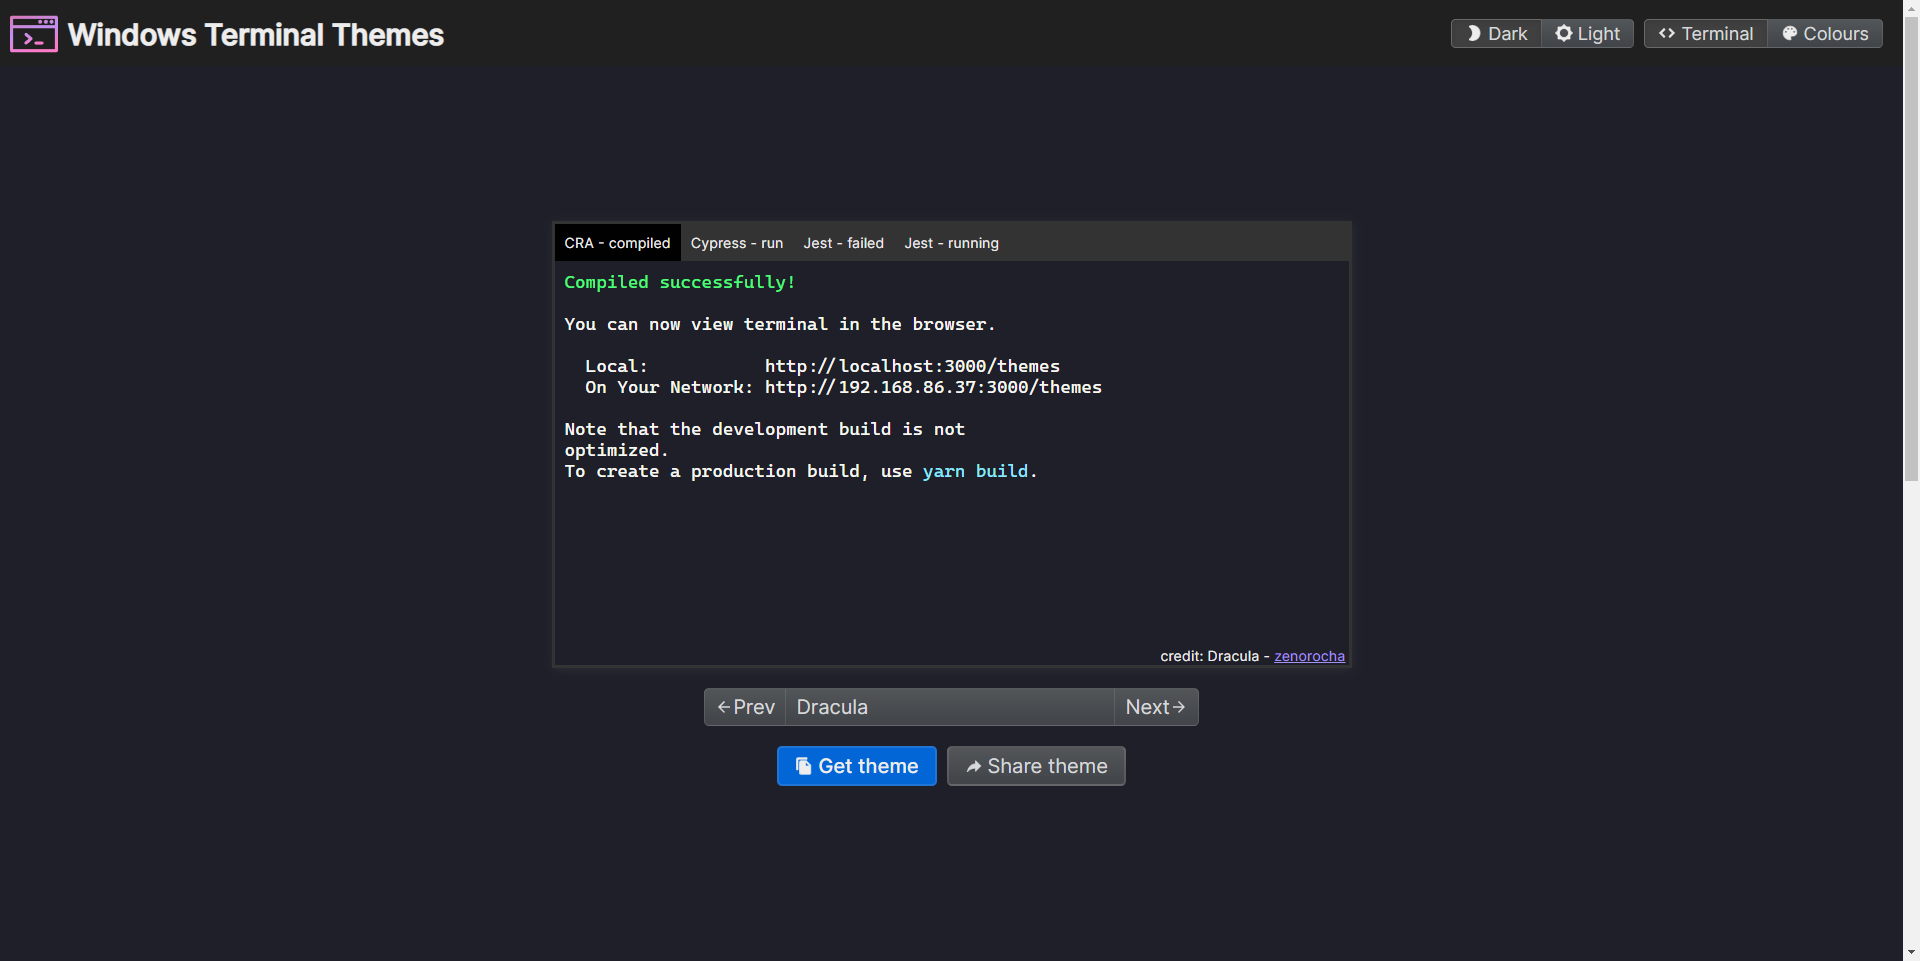 Windows Terminal Themes
Dark Light Terminal Colours
CRA - compiled Cypress - run Jest - failed Jest - running
Compiled successfully!
You can now view terminal in the browser.
Local: http://localhost:3000/themes
On Your Network: http://192.168.86.37:3000/themes
Note that the development build is not
optimized.
To create a production build, use yarn build.
credit: Dracula - zenorocha
←Prev Dracula Next→
Get theme Share theme